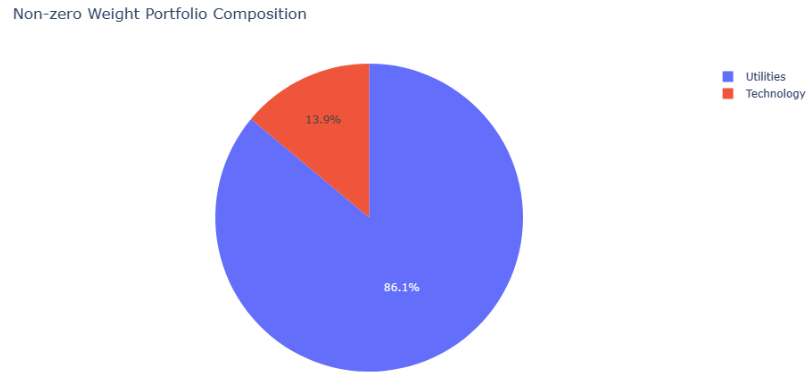 Non-zero Weight Portfolio Composition
Utilities
Technology
13.9%
86.1%